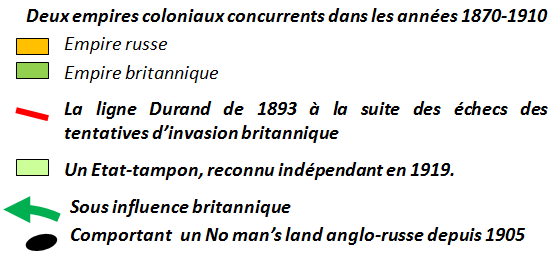 Deux empires coloniaux concurrents dans les années 1870-1910
Empire russe
Empire britannique
La ligne Durand de 1893 à la suite des échecs des
tentatives d'invasion britannique
Un Etat-tampon, reconnu indépendant en 1919.
Sous influence britannique
Comportant un No man's land anglo-russe depuis 1905